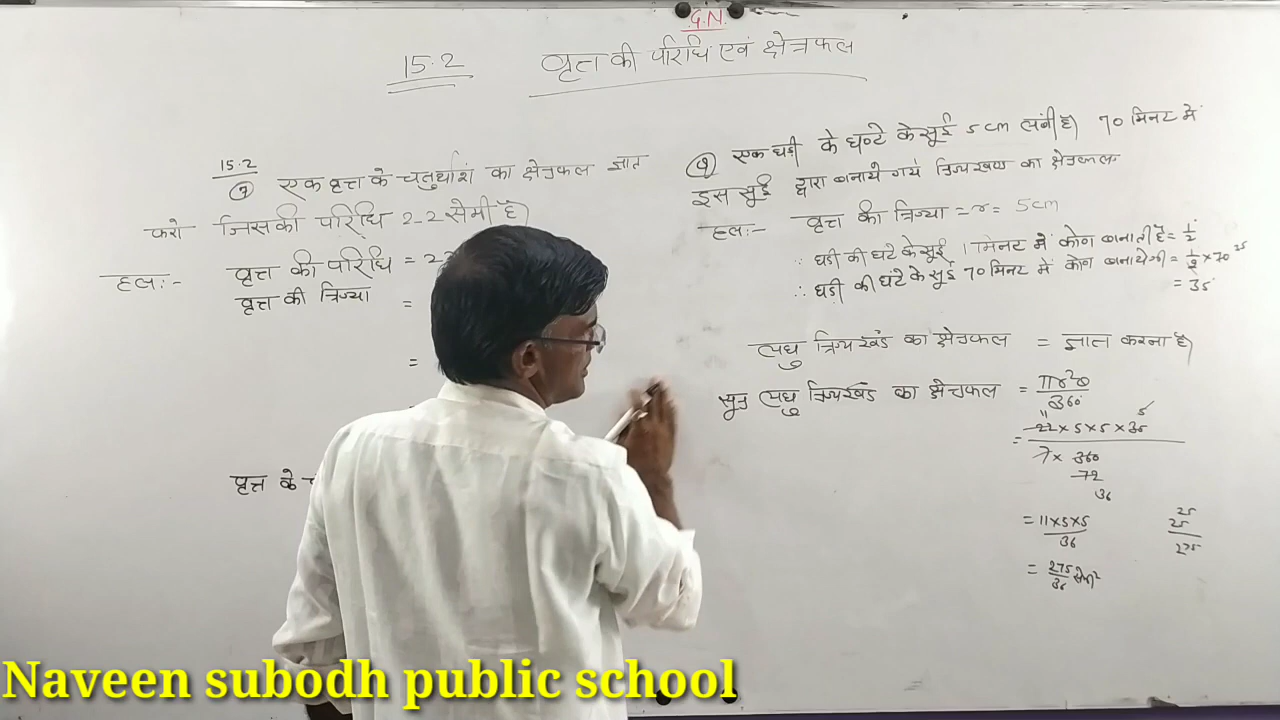 G.N.
15.2 वृत्त की परिधि एवं क्षेत्रफल
15.2
एक वृत्त के चतुर्थांश का क्षेत्रफल ज्ञात
करो जिसकी परिधि 22 सेमी है
हल:- वृत्त की परिधि = 22
वृत्त की त्रिज्या =
=
वृत्त के
एक घड़ी के घण्टे के सुई 5 cm लंबी है) 70 मिनट में
इस सुई द्वारा बनाये गये त्रिज्यखण्ड का क्षेत्रफल
हल:- वृत्त की त्रिज्या = r = 5cm
∵ घड़ी की घंटे के सुई 1 मिनट में कोण बनाती है = 1/2
∴ घड़ी की घंटे के सुई 70 मिनट में कोण बनायेगी = 1/2 × 70
= 35
लघु त्रिज्यखंड का क्षेत्रफल = ज्ञात करना है)
सूत्र लघु त्रिज्यखंड का क्षेत्रफल = πr²θ/360
= 22 × 5 × 5 × 35
7 × 360
72
36
= 11×5×5/36
25
25
275
= 275/36 सेमी²
Naveen subodh public school